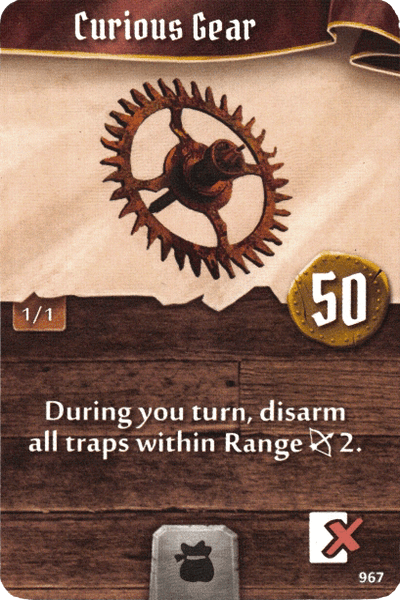 Curious Gear
1/1
50
During you turn, disarm
all traps within Range 2.
967